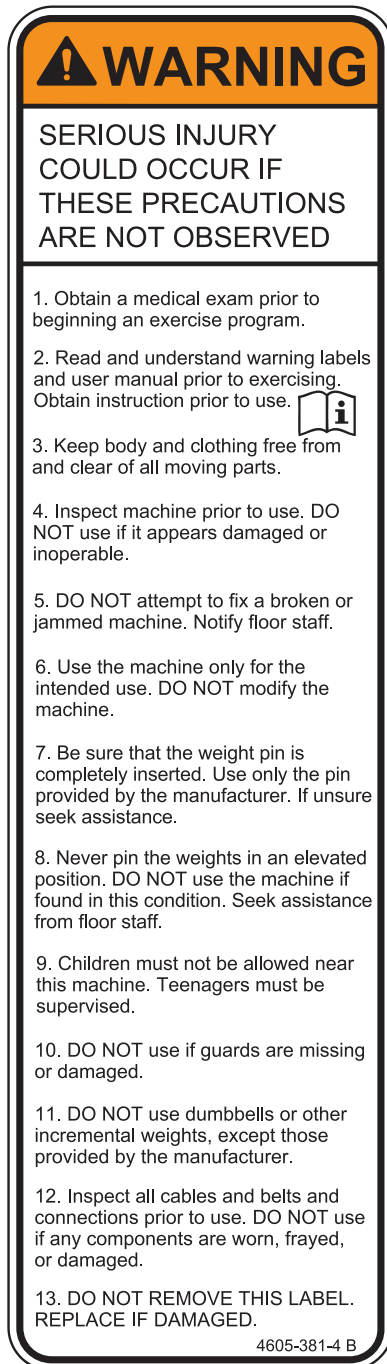 WARNING
SERIOUS INJURY
COULD OCCUR IF
THESE PRECAUTIONS
ARE NOT OBSERVED
1. Obtain a medical exam prior to
beginning an exercise program.
2. Read and understand warning labels
and user manual prior to exercising.
Obtain instruction prior to use.
3. Keep body and clothing free from
and clear of all moving parts.
4. Inspect machine prior to use. DO
NOT use if it appears damaged or
inoperable.
5. DO NOT attempt to fix a broken or
jammed machine. Notify floor staff.
6. Use the machine only for the
intended use. DO NOT modify the
machine.
7. Be sure that the weight pin is
completely inserted. Use only the pin
provided by the manufacturer. If unsure
seek assistance.
8. Never pin the weights in an elevated
position. DO NOT use the machine if
found in this condition. Seek assistance
from floor staff.
9. Children must not be allowed near
this machine. Teenagers must be
supervised.
10. DO NOT use if guards are missing
or damaged.
11. DO NOT use dumbbells or other
incremental weights, except those
provided by the manufacturer.
12. Inspect all cables and belts and
connections prior to use. DO NOT use
if any components are worn, frayed,
or damaged.
13. DO NOT REMOVE THIS LABEL.
REPLACE IF DAMAGED.
4605-381-4 B